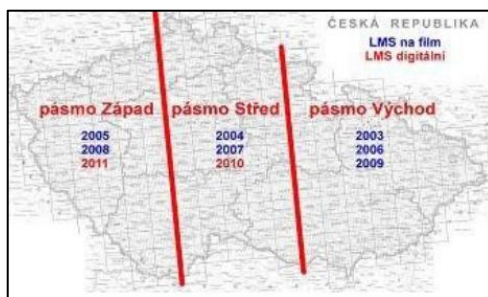 ČESKÁ REPUBLIKA
LMS na film
LMS digitální
pásmo Západ
2005
2008
2011
pásmo Střed
2004
2007
2010
pásmo Východ
2003
2006
2009